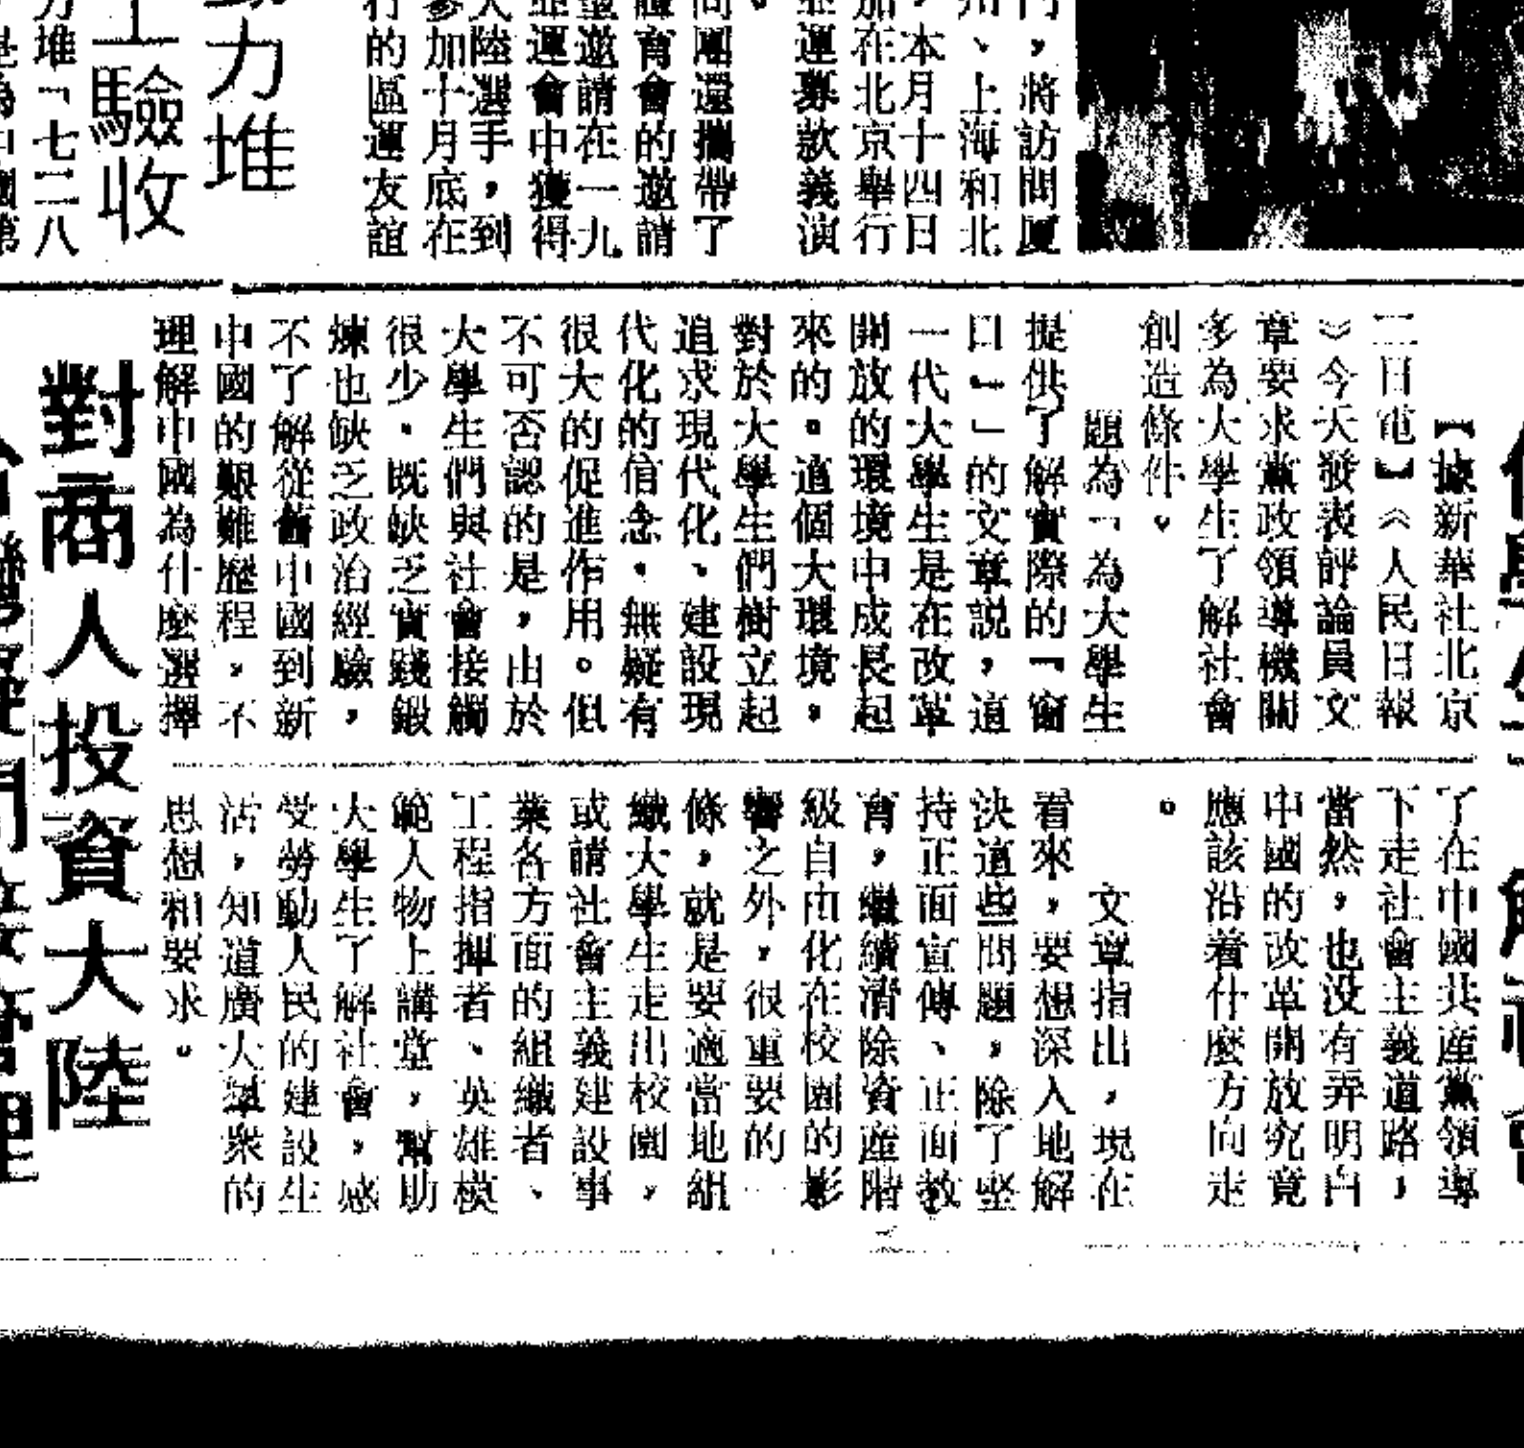 門，將訪問厦
州、上海和北
，本月十四日
加在北京舉行
亚運募款義演
。
問團還攜帶了
體育會的邀請
邀請在一九
亞運會中獲得
大陸選手，到
參加十月底在
行的區運友誼
動力堆
工驗收
力堆「七二八
是為中國第
【據新華社北京
二日電】《人民日報
》今天發表評論員文
章要求黨政領導機關
多為大學生了解社會
創造條件。
題為「為大學生
提供了解實際的『窗
口』」的文章説，這
一代大學生是在改革
開放的環境中成長起
來的。這個大環境，
對於大學生們樹立起
追求現代化、建設現
代化的信念，無疑有
很大的促進作用。但
不可否認的是，由於
大學生們與社會接觸
很少，既缺乏實踐鍛
煉也缺乏政治經驗，
不了解從舊中國到新
中國的艱難歷程，不
理解中國為什麼選擇
了在中國共産黨領導
下走社會主義道路，
當然，也没有弄明白
中國的改革開放究竟
應該沿着什麼方向走
。
文章指出，現在
看來，要想深入地解
決這些問題，除了堅
持正面宣傳、正面教
育，繼續清除資産階
級自由化在校園的影
響之外，很重要的一
條，就是要適當地組
織大學生走出校園，
或請社會主義建設事
業各方面的組織者、
工程指揮者、英雄模
範人物上講堂，幫助
大學生了解社會，感
受勞動人民的建設生
活，知道廣大羣衆的
思想和要求。
對商人投資大陸